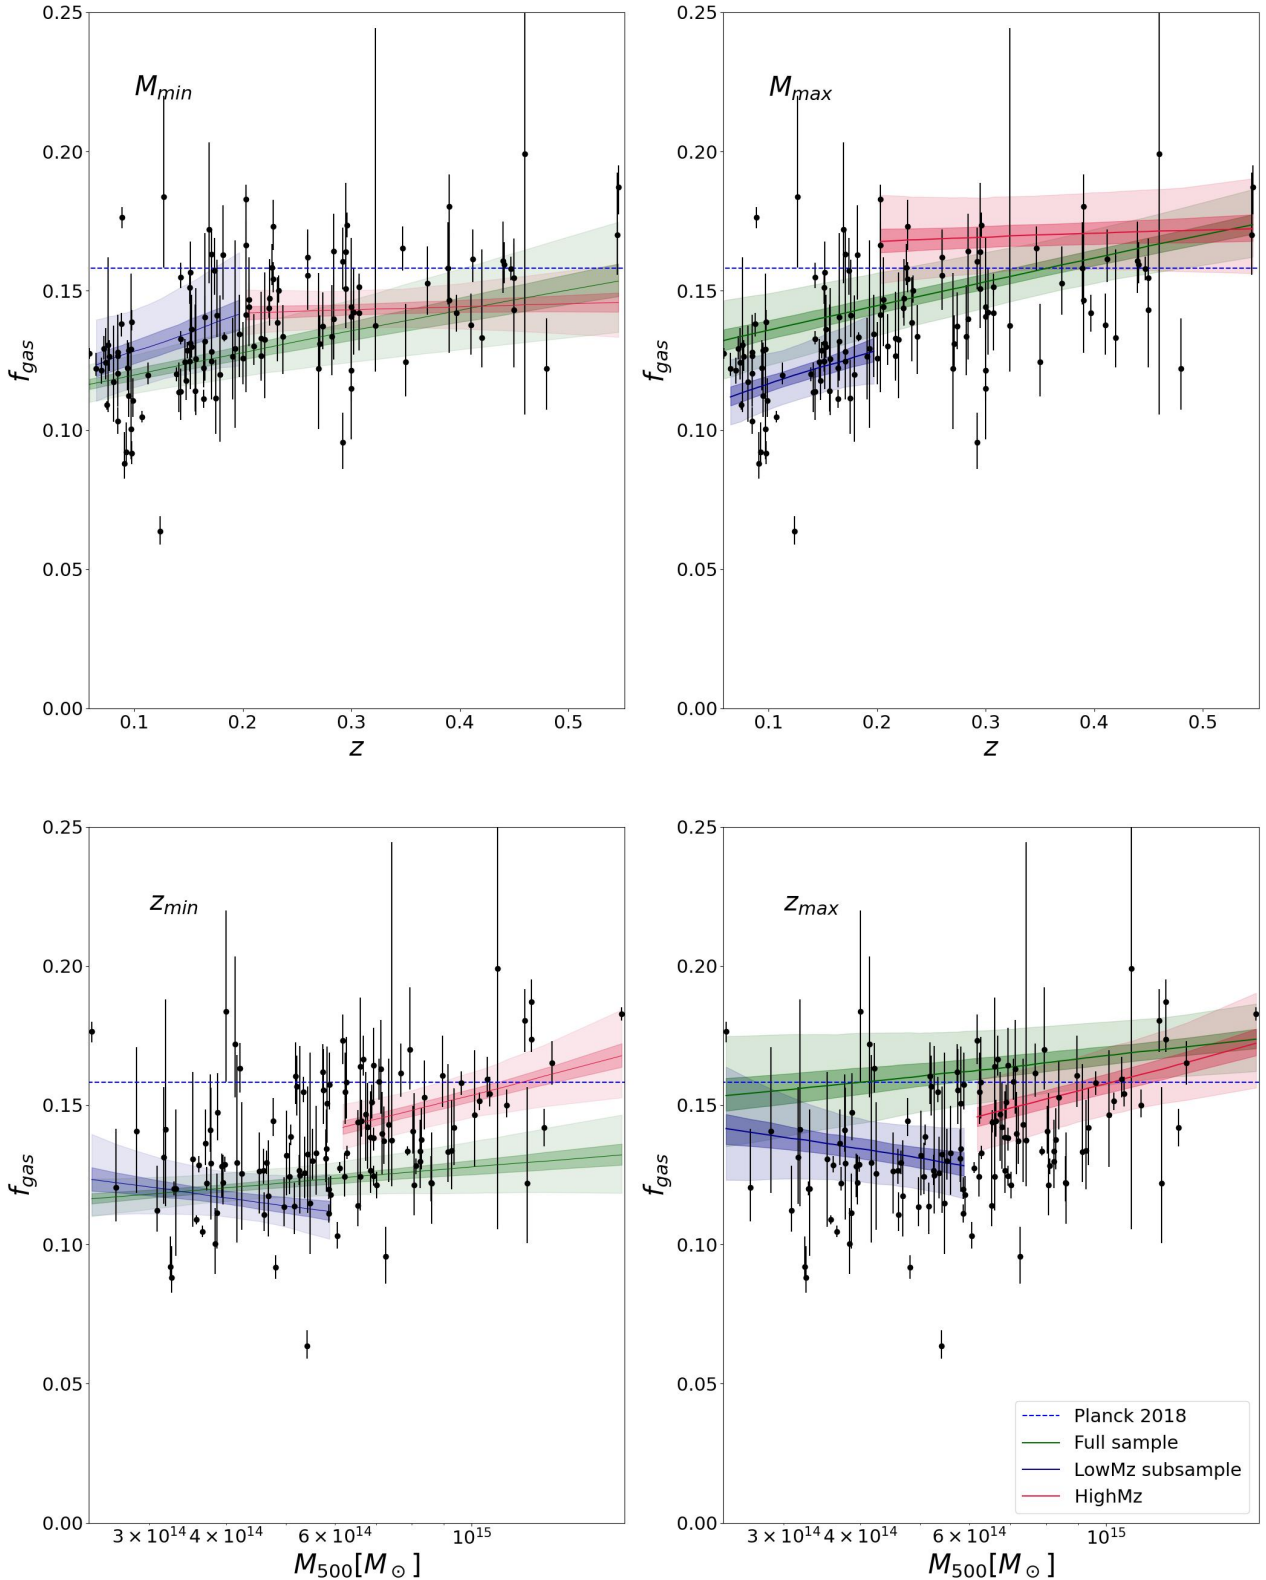 0.25
0.20
0.15
0.10
0.05
0.00
f_gas
M_min
0.1 0.2 0.3 0.4 0.5
z
0.25
0.20
0.15
0.10
0.05
0.00
f_gas
M_max
0.1 0.2 0.3 0.4 0.5
z
0.25
0.20
0.15
0.10
0.05
0.00
f_gas
z_min
3 × 10^14 4 × 10^14 6 × 10^14 10^15
M_500[M_⊙]
0.25
0.20
0.15
0.10
0.05
0.00
f_gas
z_max
Planck 2018
Full sample
LowMz subsample
HighMz
3 × 10^14 4 × 10^14 6 × 10^14 10^15
M_500[M_⊙]